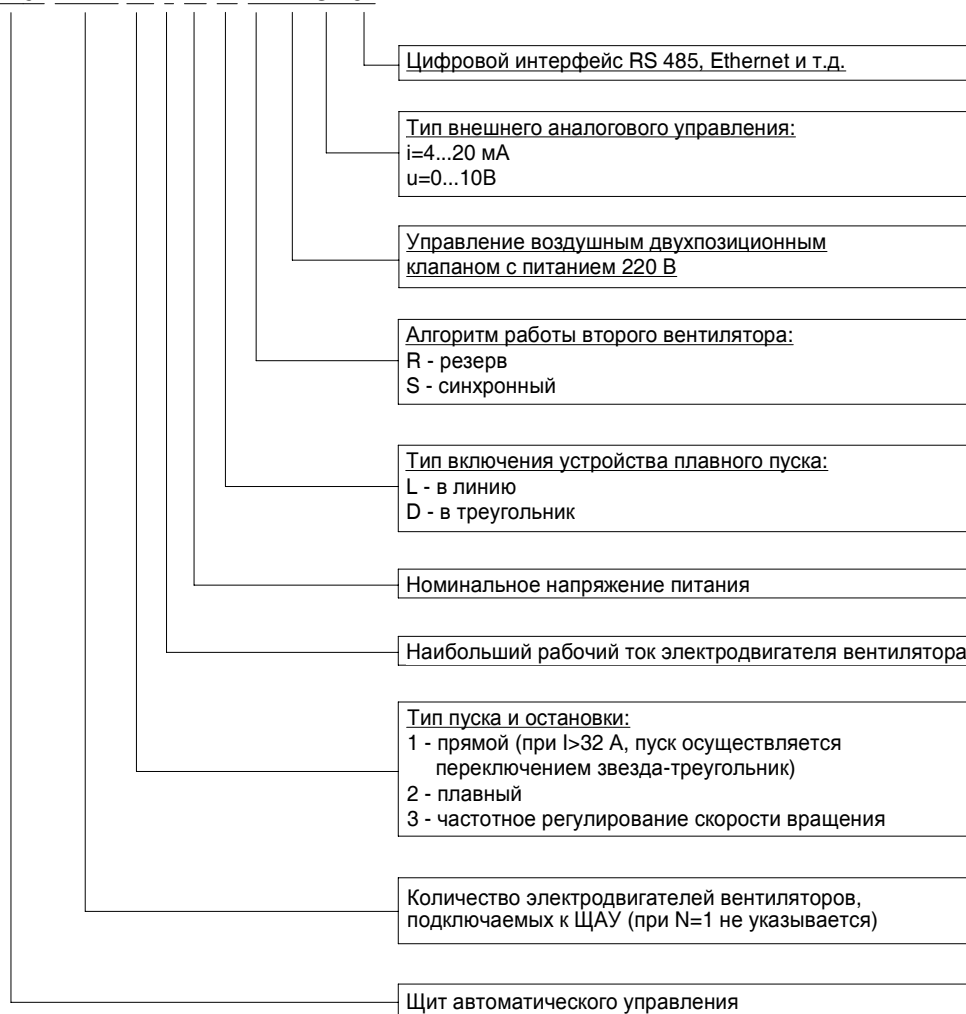 Цифровой интерфейс RS 485, Ethernet и т.д.
Тип внешнего аналогового управления:
i=4...20 мА
u=0...10В
Управление воздушным двухпозиционным
клапаном с питанием 220 В
Алгоритм работы второго вентилятора:
R - резерв
S - синхронный
Тип включения устройства плавного пуска:
L - в линию
D - в треугольник
Номинальное напряжение питания
Наибольший рабочий ток электродвигателя вентилятора
Тип пуска и остановки:
1 - прямой (при I>32 А, пуск осуществляется
переключением звезда-треугольник)
2 - плавный
3 - частотное регулирование скорости вращения
Количество электродвигателей вентиляторов,
подключаемых к ЩАУ (при N=1 не указывается)
Щит автоматического управления